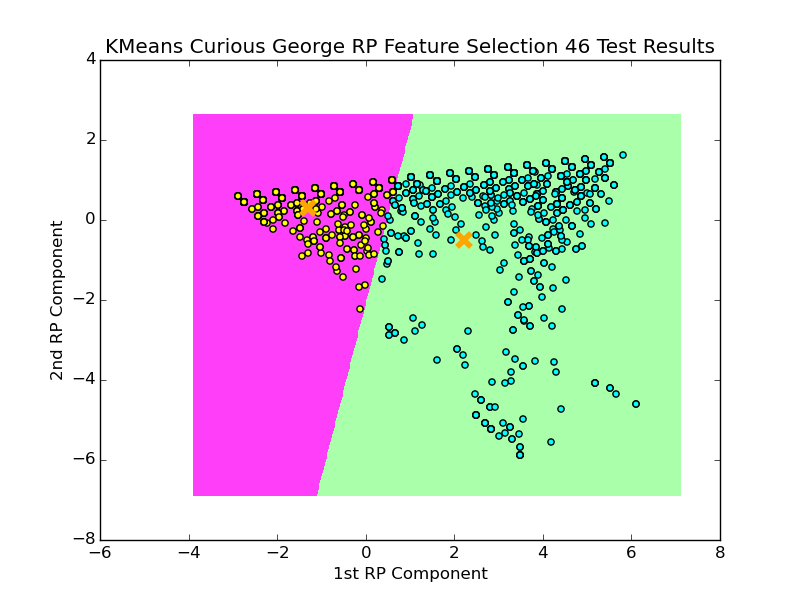 KMeans Curious George RP Feature Selection 46 Test Results
4
2
0
−2
−4
−6
−8
2nd RP Component
−6 −4 −2 0 2 4 6 8
1st RP Component